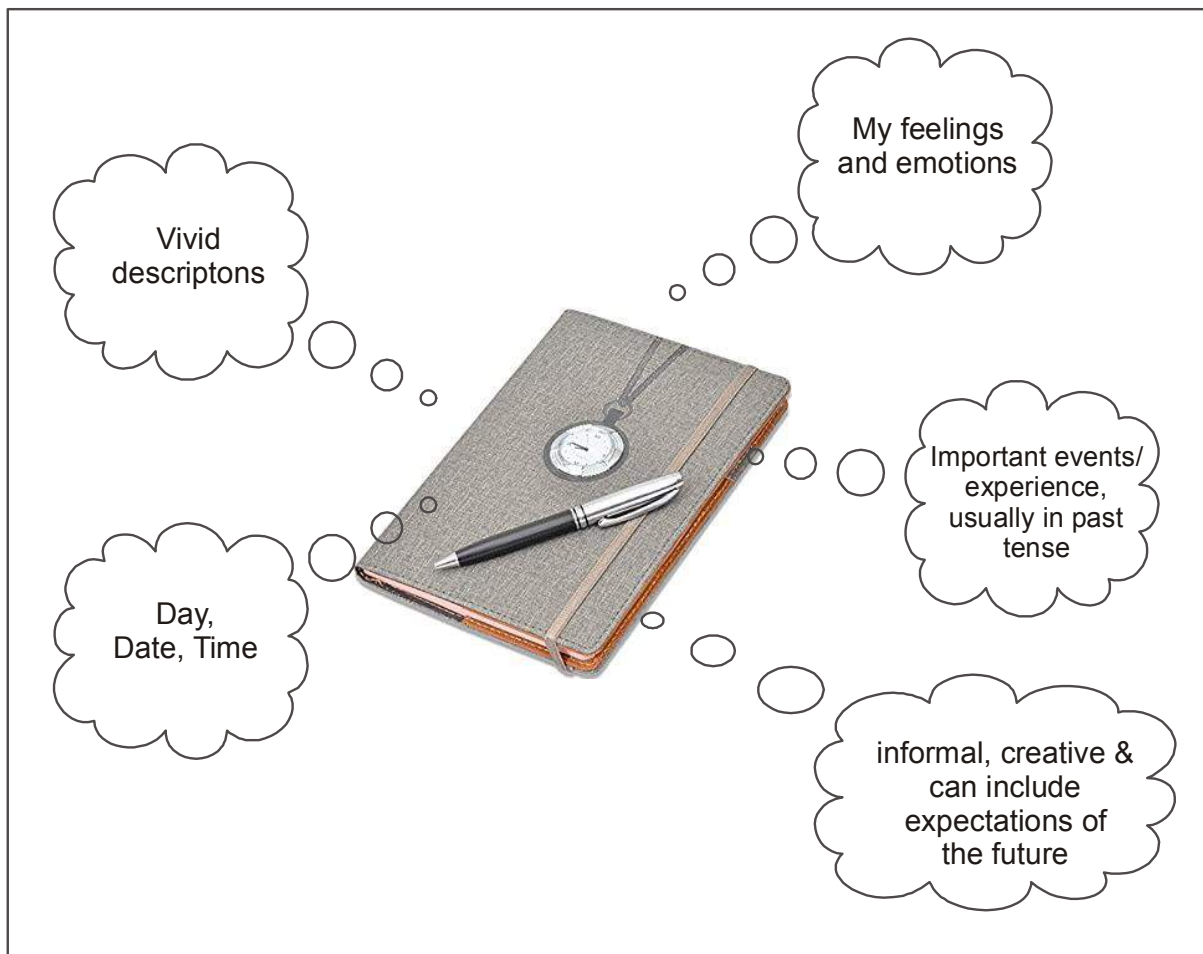 My feelings
and emotions
Vivid
descriptons
Important events/
experience,
usually in past
tense
Day,
Date, Time
informal, creative &
can include
expectations of
the future